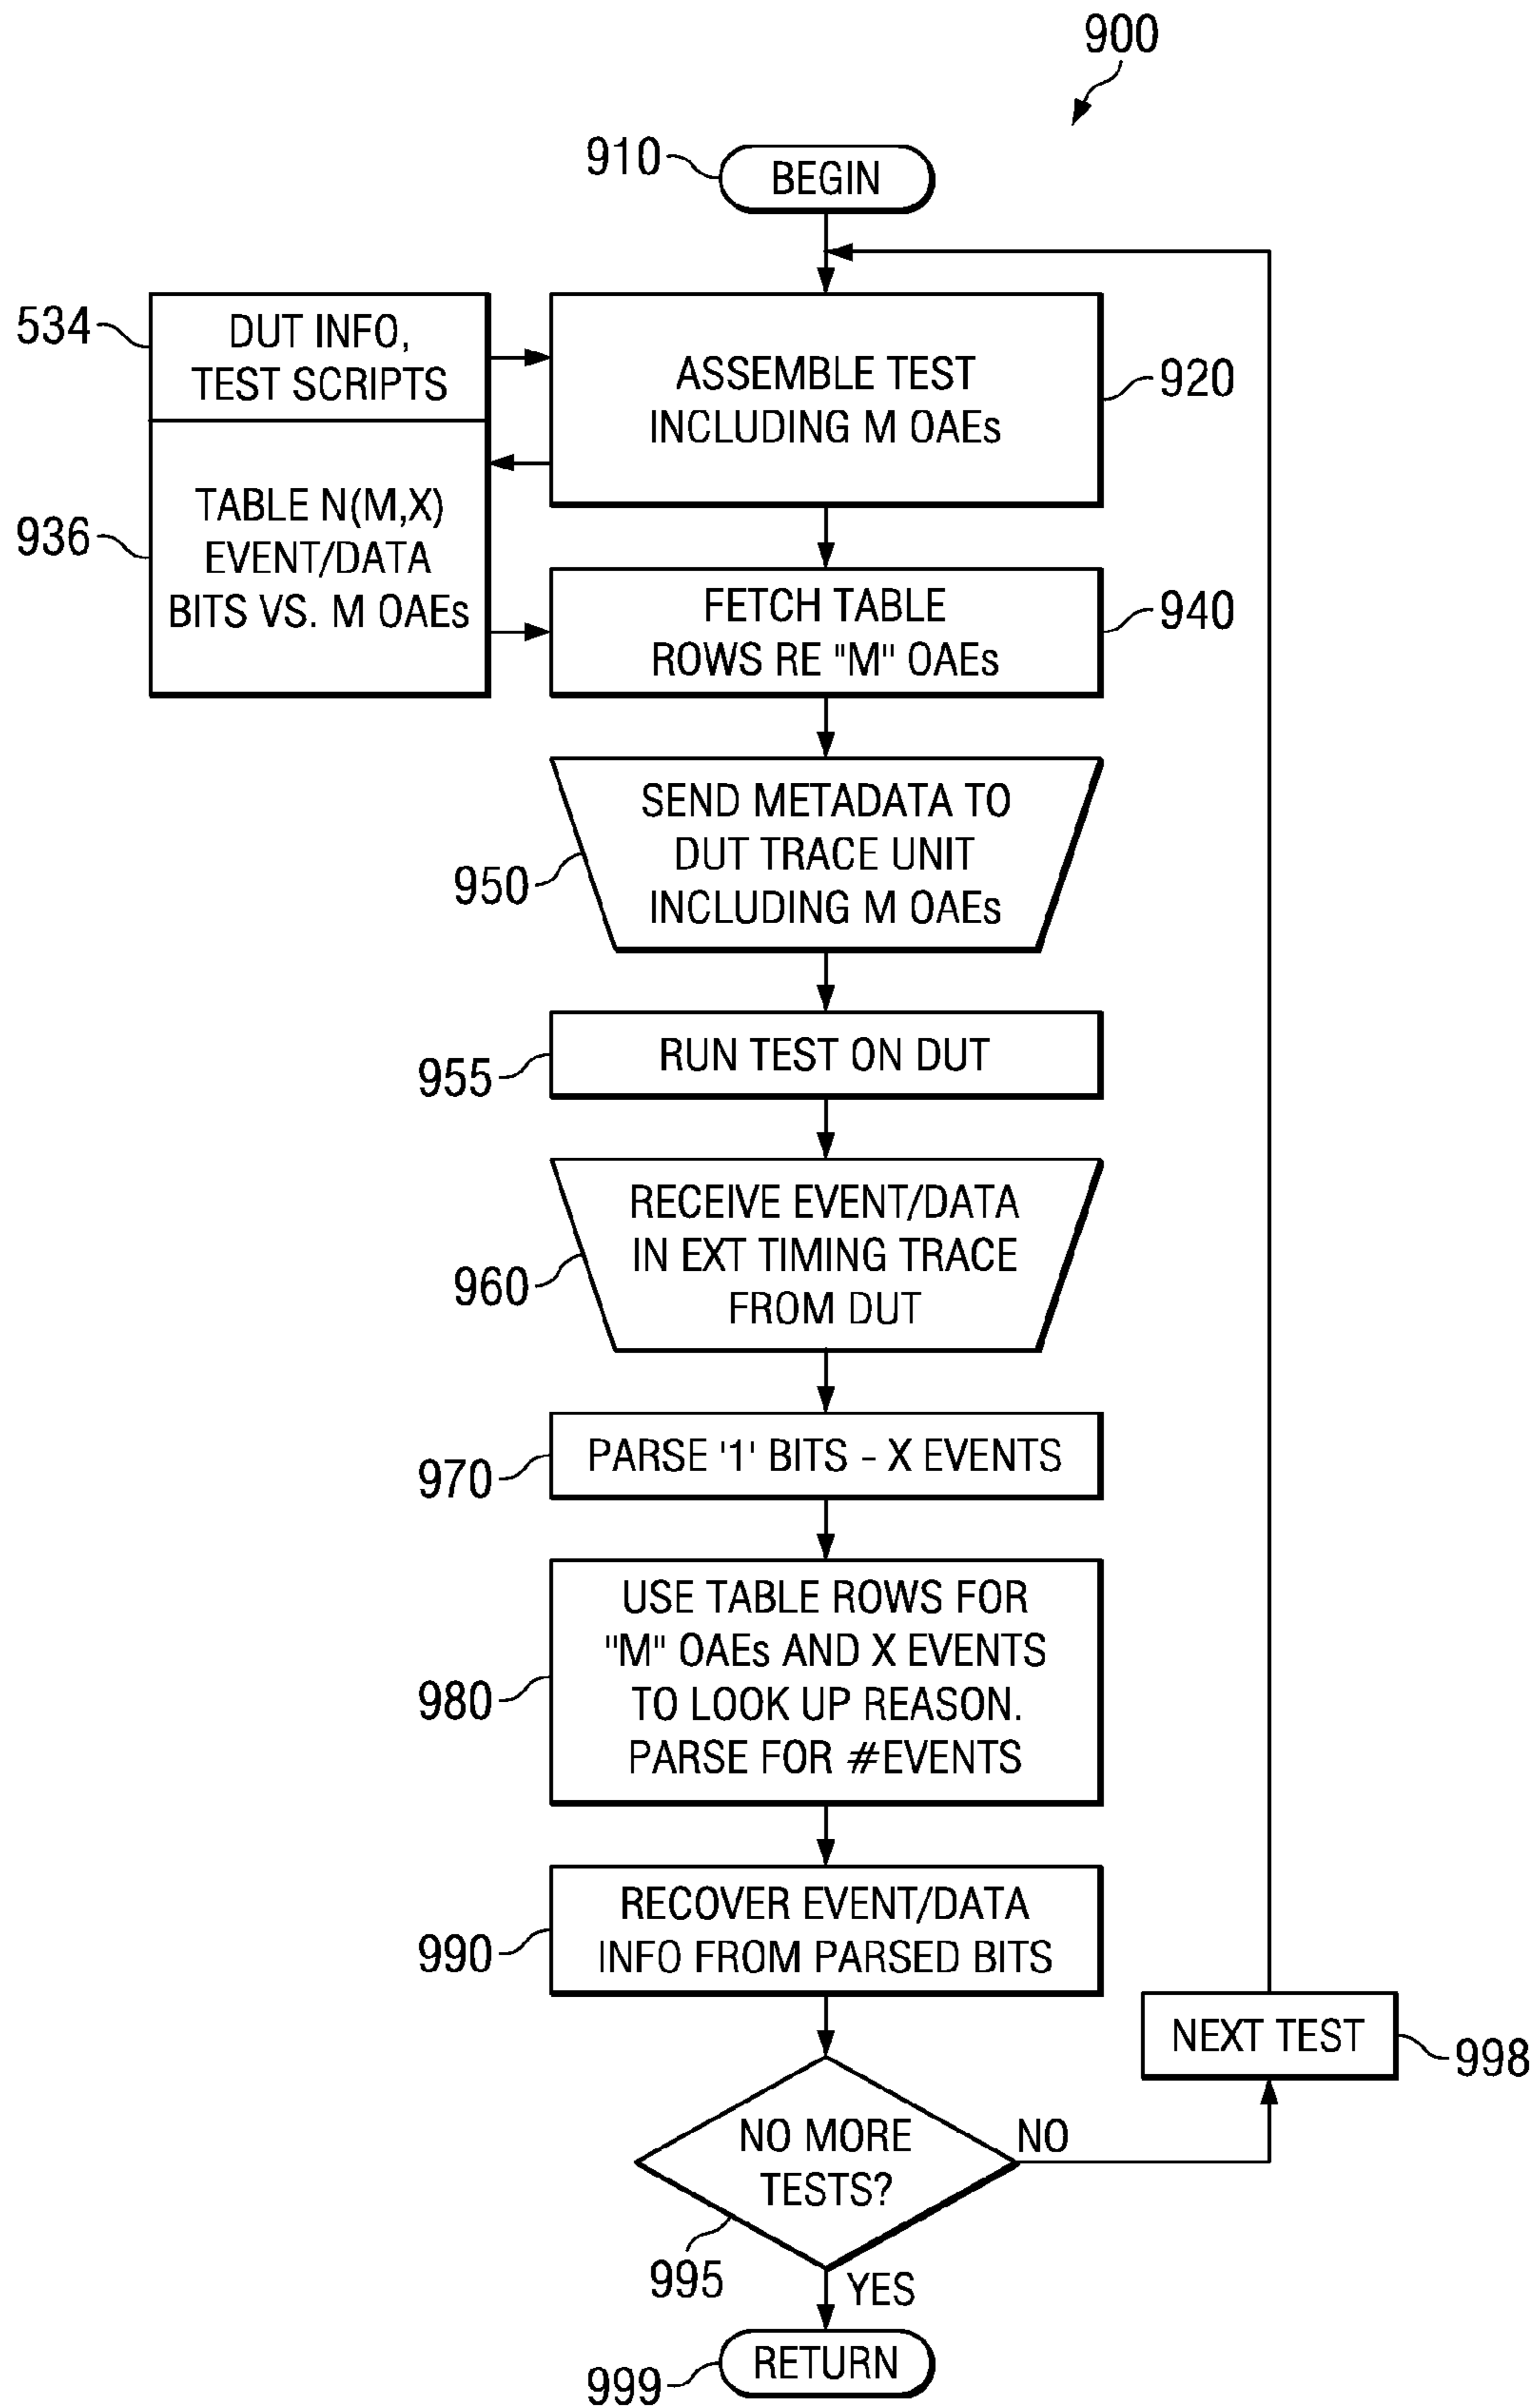 900
910
BEGIN
534
DUT INFO,
TEST SCRIPTS
ASSEMBLE TEST
INCLUDING M OAEs
920
936
TABLE N(M,X)
EVENT/DATA
BITS VS. M OAEs
FETCH TABLE
ROWS RE "M" OAEs
940
SEND METADATA TO
DUT TRACE UNIT
INCLUDING M OAEs
950
RUN TEST ON DUT
955
RECEIVE EVENT/DATA
IN EXT TIMING TRACE
FROM DUT
960
PARSE '1' BITS - X EVENTS
970
USE TABLE ROWS FOR
"M" OAEs AND X EVENTS
TO LOOK UP REASON.
PARSE FOR #EVENTS
980
RECOVER EVENT/DATA
INFO FROM PARSED BITS
990
NEXT TEST
998
NO MORE
TESTS?
NO
995
YES
RETURN
999